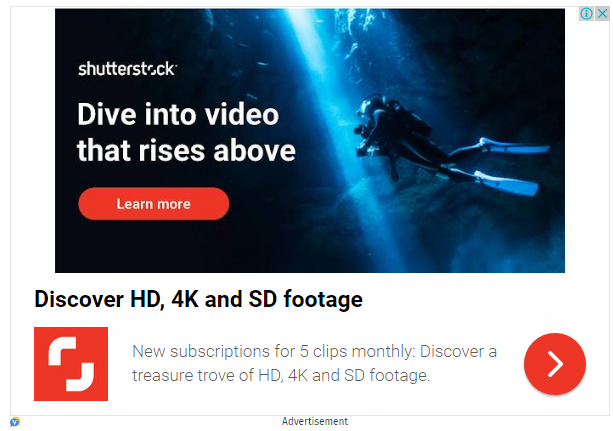 shutterstock
Dive into video
that rises above
Learn more
Discover HD, 4K and SD footage
New subscriptions for 5 clips monthly: Discover a
treasure trove of HD, 4K and SD footage.
Advertisement